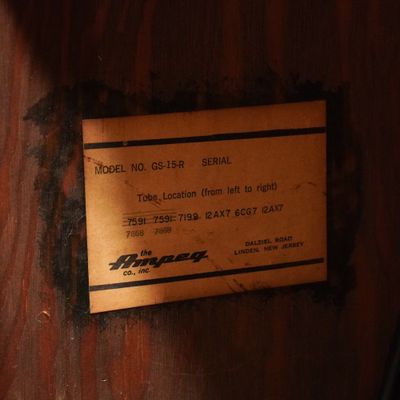 MODEL NO. GS-15-R SERIAL
Tube Location (from left to right)
7591 7591 7199 12AX7 6CG7 12AX7
7868 7868
the
Ampeg
co., inc.
DALZIEL ROAD
LINDEN, NEW JERSEY